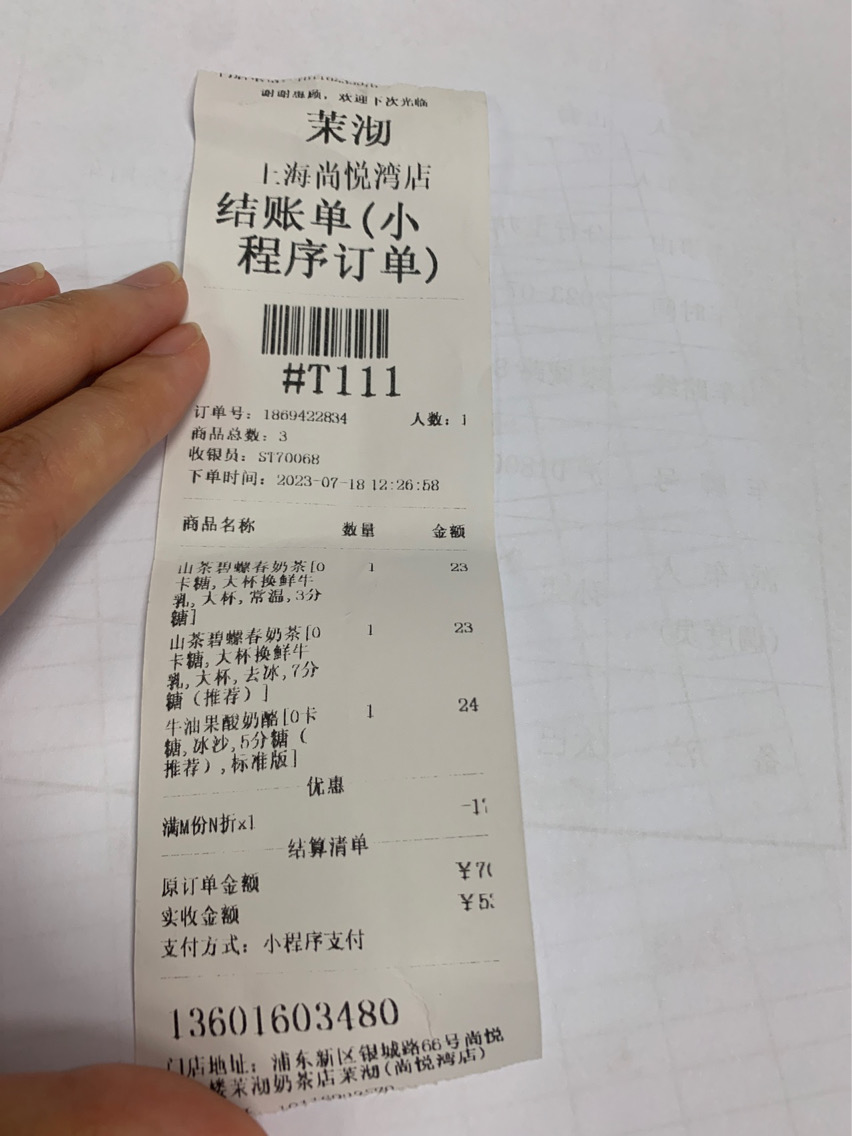 谢谢惠顾，欢迎下次光临
茉沏
上海尚悦湾店
结账单(小
程序订单)
#T111
订单号：1869422834 人数：1
商品总数：3
收银员：ST70068
下单时间：2023-07-18 12:26:58
商品名称 数量 金额
山茶碧螺春奶茶[0 1 23
卡糖,大杯换鲜牛
乳,大杯,常温,3分
糖]
山茶碧螺春奶茶[0 1 23
卡糖,大杯换鲜牛
乳,大杯,去冰,7分
糖（推荐）]
牛油果酸奶酪[0卡 1 24
糖,冰沙,5分糖（
推荐）,标准版]
优惠
满M份N折x1
结算清单
原订单金额
实收金额
支付方式：小程序支付
13601603480
门店地址：浦东新区银城路66号尚悦
楼茉沏奶茶店茉沏(尚悦湾店)